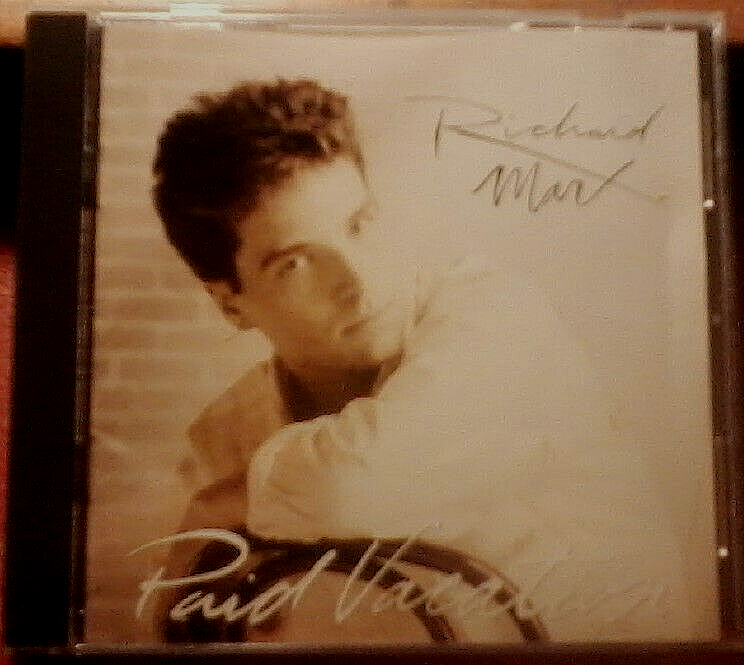 Richard
Marx
Paid Vacation